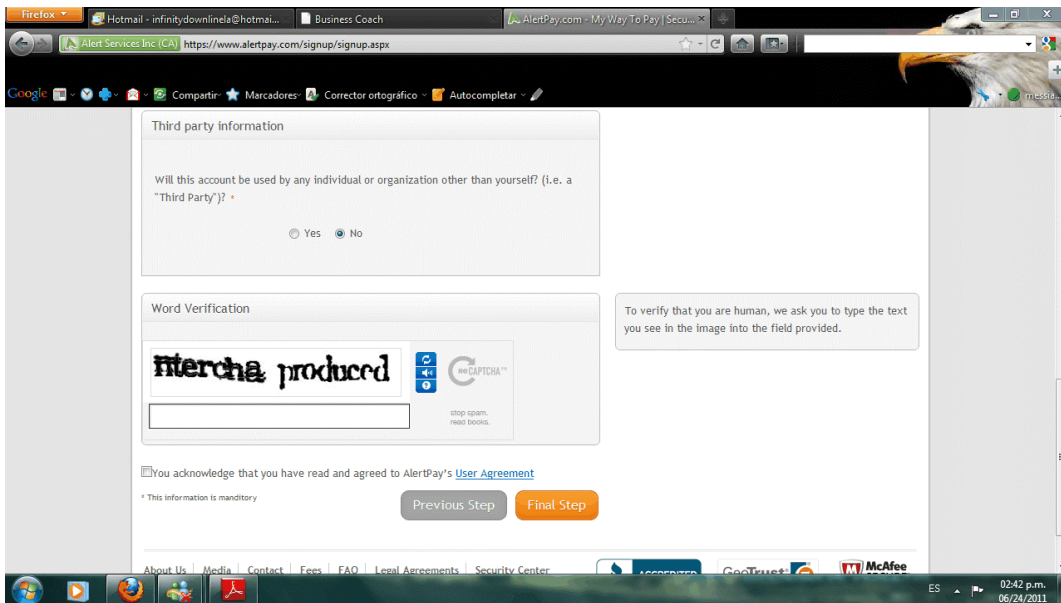 Firefox
Hotmail - infinitydownlinela@hotmai...
Business Coach
AlertPay.com - My Way To Pay | Secu...
Alert Services Inc (CA) https://www.alertpay.com/signup/signup.aspx
Google Compartir Marcadores Corrector ortográfico Autocompletar messia...
Third party information
Will this account be used by any individual or organization other than yourself? (i.e. a
"Third Party")? *
Yes No
Word Verification
To verify that you are human, we ask you to type the text
you see in the image into the field provided.
produced
reCAPTCHA™
stop spam.
read books.
You acknowledge that you have read and agreed to AlertPay's User Agreement
* This information is manditory
Previous Step Final Step
About Us | Media | Contact | Fees | FAQ | Legal Agreements | Security Center
ACCREDITED GeoTrust McAfee
ES 02:42 p.m.
06/24/2011